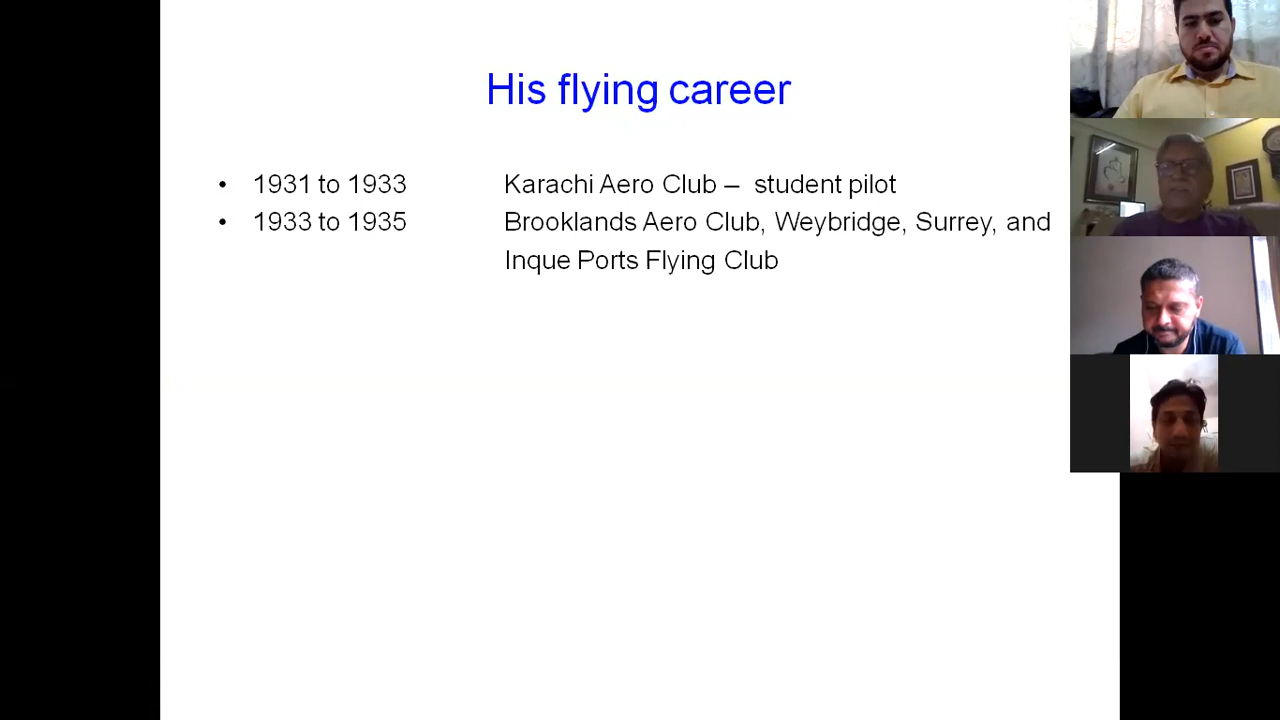 His flying career
• 1931 to 1933 Karachi Aero Club – student pilot
• 1933 to 1935 Brooklands Aero Club, Weybridge, Surrey, and
Inque Ports Flying Club